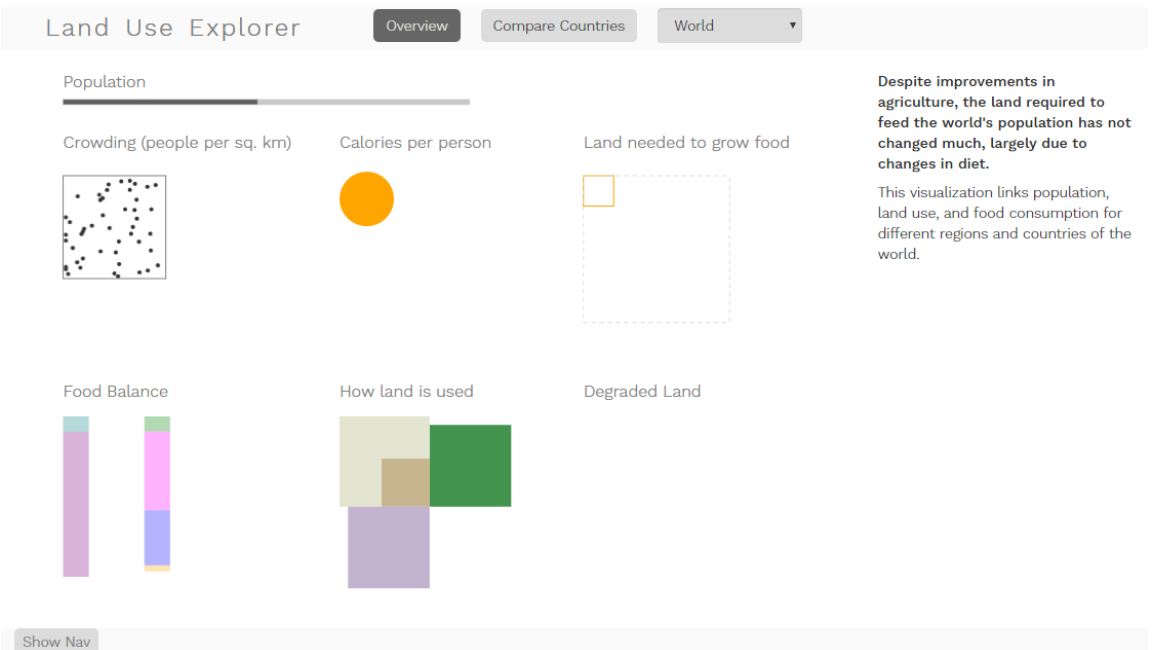 Land Use Explorer
Overview
Compare Countries
World
Population
Crowding (people per sq. km)
Calories per person
Land needed to grow food
Food Balance
How land is used
Degraded Land
Despite improvements in
agriculture, the land required to
feed the world's population has not
changed much, largely due to
changes in diet.
This visualization links population,
land use, and food consumption for
different regions and countries of the
world.
Show Nav